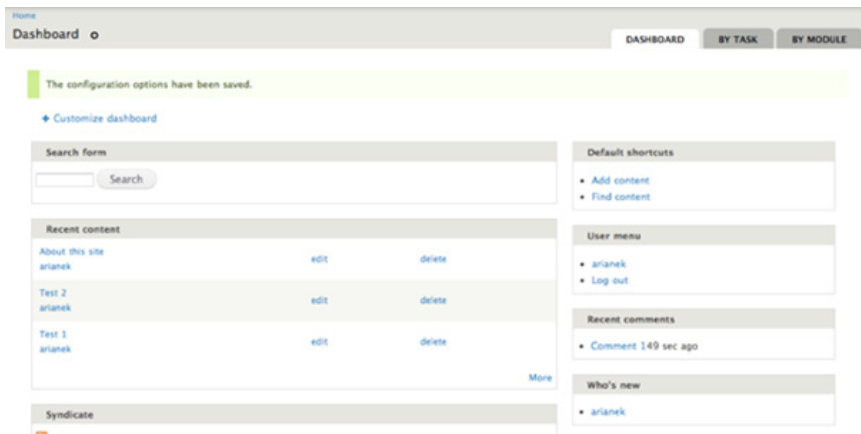 Home
Dashboard
DASHBOARD
BY TASK
BY MODULE
The configuration options have been saved.
+ Customize dashboard
Search form
Search
Recent content
About this site
arianek
edit
delete
Test 2
arianek
edit
delete
Test 1
arianek
edit
delete
More
Syndicate
Default shortcuts
Add content
Find content
User menu
arianek
Log out
Recent comments
Comment 149 sec ago
Who's new
arianek